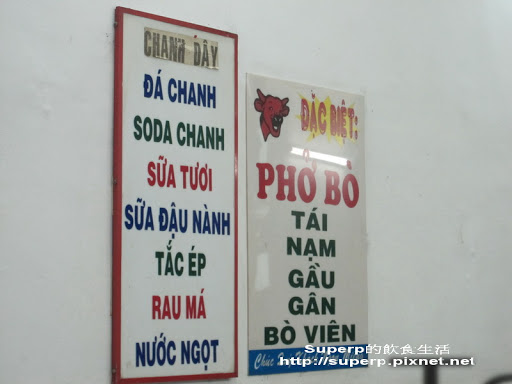 CHANH DÂY
ĐÁ CHANH
SODA CHANH
SỮA TƯƠI
SỮA ĐẬU NÀNH
TẮC ÉP
RAU MÁ
NƯỚC NGỌT
ĐẶC BIỆT:
PHỞ BÒ
TÁI
NẠM
GẦU
GÂN
BÒ VIÊN
Chúc
Superp的飲食生活
http://superp.pixnet.net